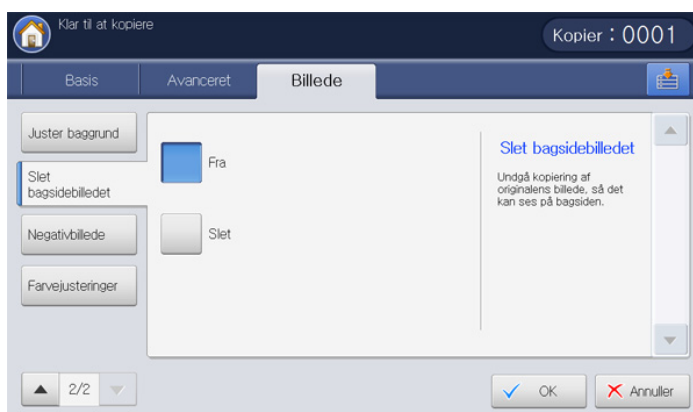 Klar til at kopiere
Kopier : 0001
Basis
Avanceret
Billede
Juster baggrund
Slet
bagsidebilledet
Negativbillede
Farvejusteringer
Fra
Slet
Slet bagsidebilledet
Undgå kopiering af
originalens billede, så det
kan ses på bagsiden.
2/2
OK
Annuller